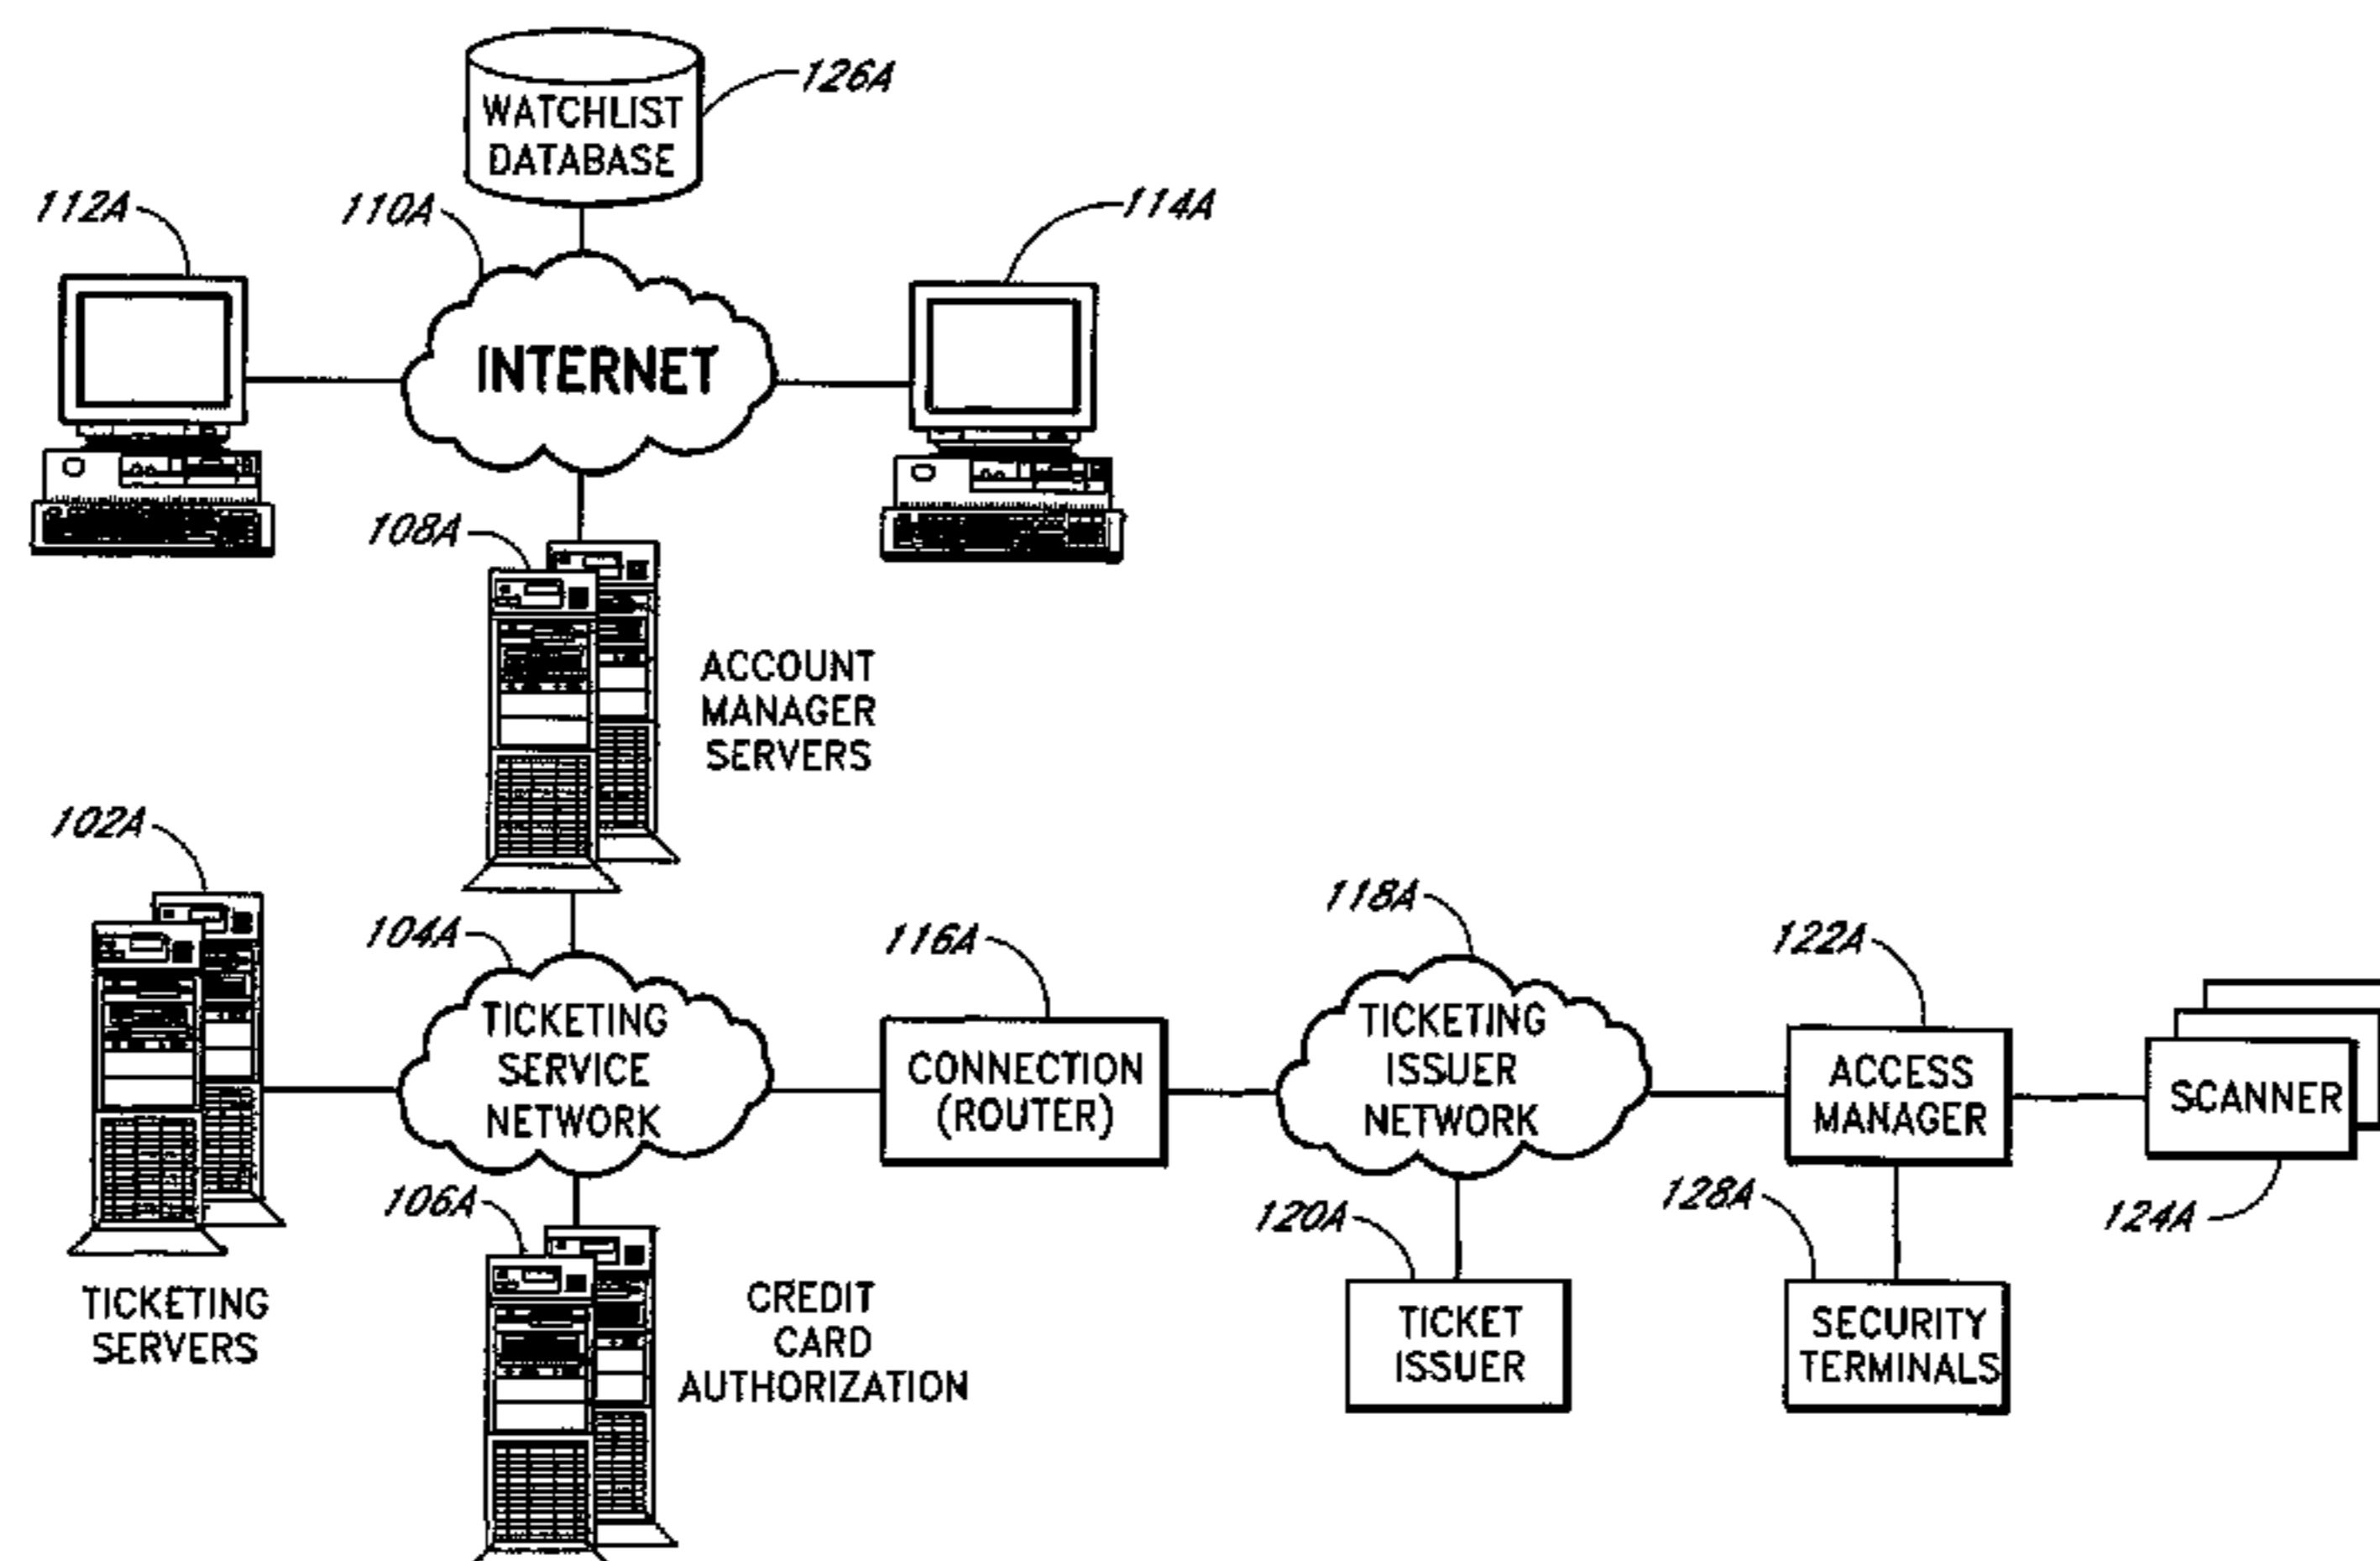 126A
WATCHLIST
DATABASE
112A
110A
114A
INTERNET
108A
ACCOUNT
MANAGER
SERVERS
102A
104A
116A
118A
122A
TICKETING
SERVICE
NETWORK
CONNECTION
(ROUTER)
TICKETING
ISSUER
NETWORK
ACCESS
MANAGER
SCANNER
106A
120A
128A
124A
TICKETING
SERVERS
CREDIT
CARD
AUTHORIZATION
TICKET
ISSUER
SECURITY
TERMINALS